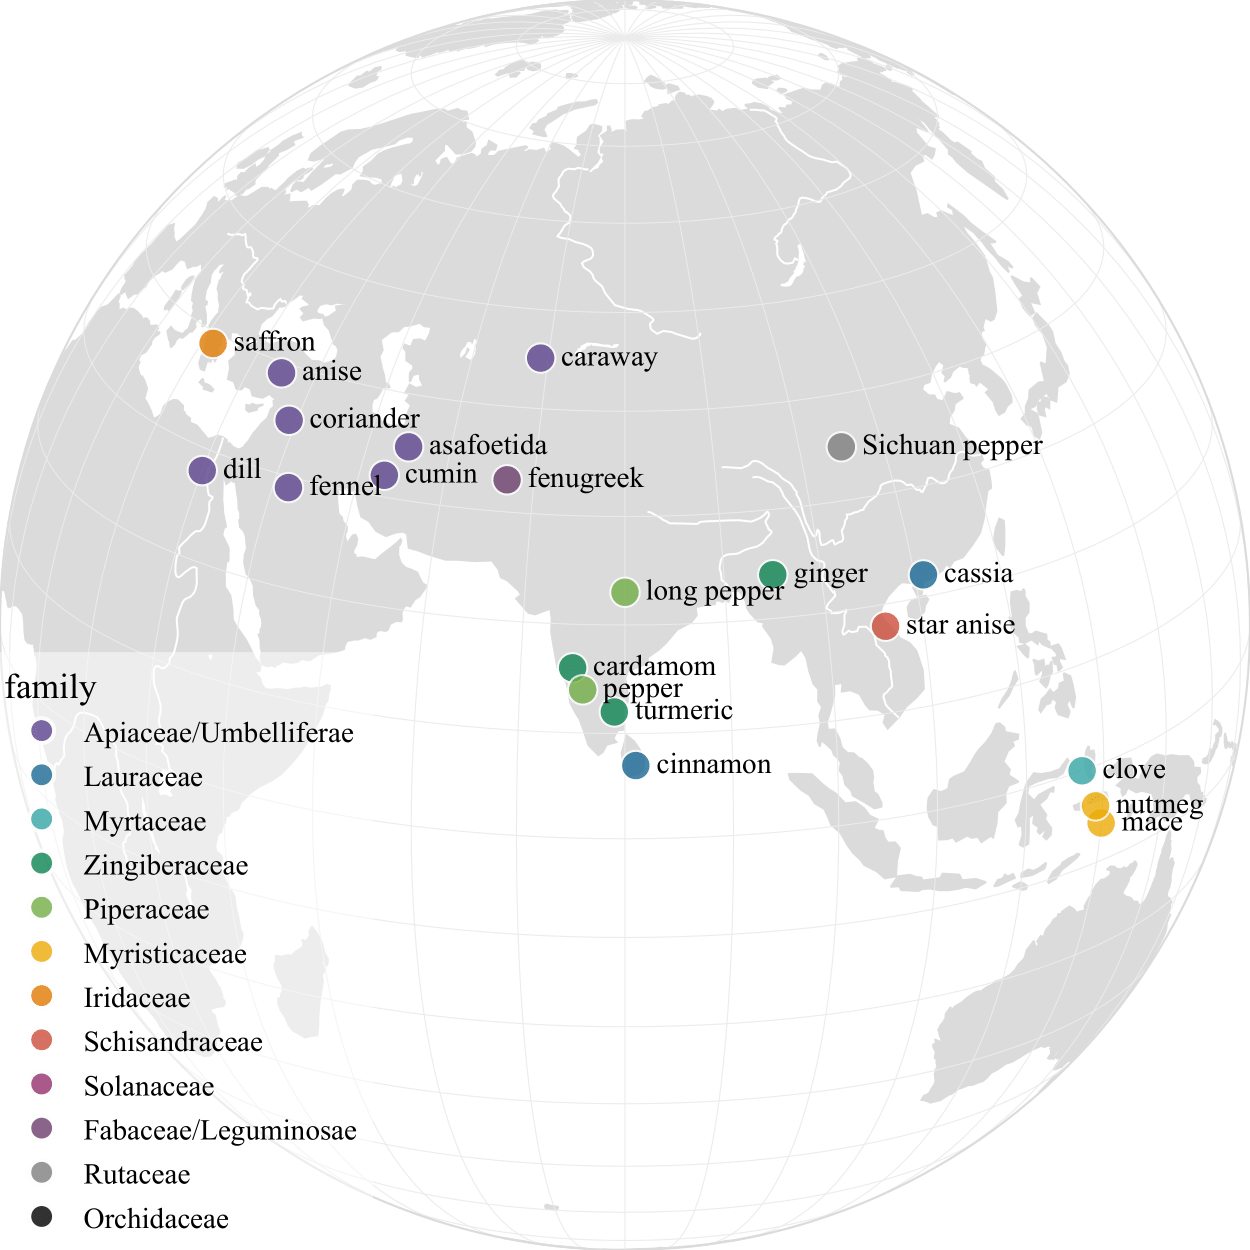 saffron
anise
caraway
coriander
asafoetida
Sichuan pepper
dill
cumin
fenugreek
fennel
ginger
cassia
long pepper
star anise
cardamom
pepper
turmeric
cinnamon
clove
nutmeg
mace
family
Apiaceae/Umbelliferae
Lauraceae
Myrtaceae
Zingiberaceae
Piperaceae
Myristicaceae
Iridaceae
Schisandraceae
Solanaceae
Fabaceae/Leguminosae
Rutaceae
Orchidaceae